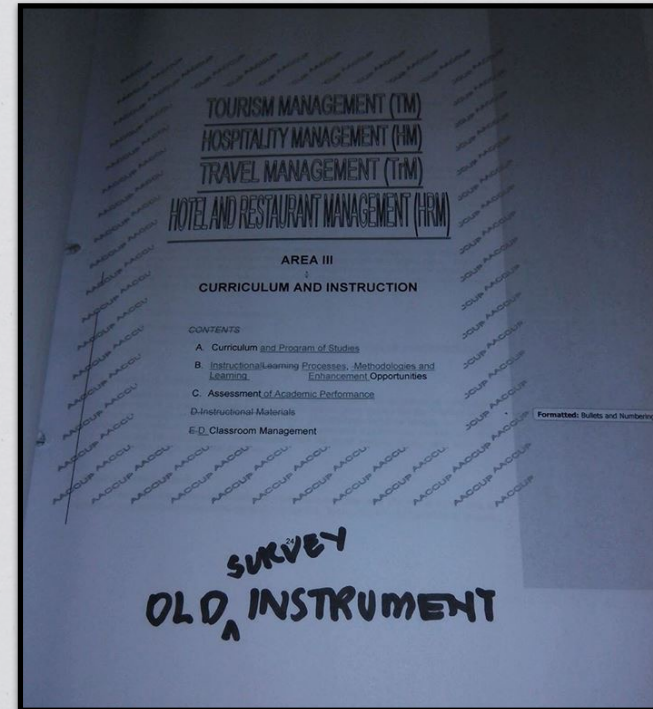 TOURISM MANAGEMENT (TM)
HOSPITALITY MANAGEMENT (HM)
TRAVEL MANAGEMENT (TrM)
HOTEL AND RESTAURANT MANAGEMENT (HRM)
AREA III
CURRICULUM AND INSTRUCTION
CONTENTS
A. Curriculum and Program of Studies
B. Instructional Learning Processes, Methodologies and
Learning Enhancement Opportunities
C. Assessment of Academic Performance
D.Instructional Materials
E.D. Classroom Management
Formatted: Bullets and Numbering
24
SURVEY
OLD ^ INSTRUMENT